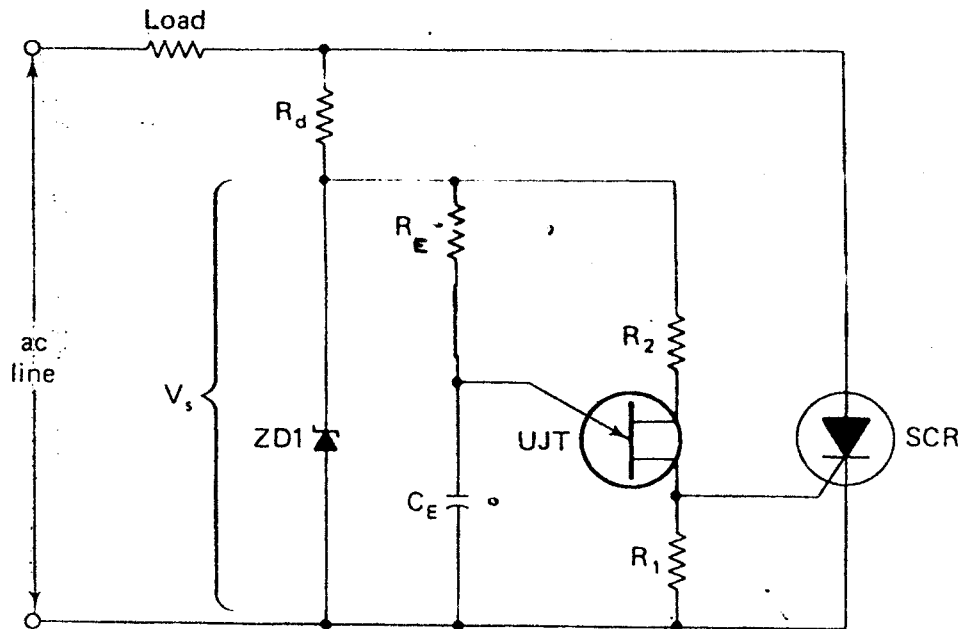 Load
R_d
R_E
R_2
ac
line
V_s
ZD1
UJT
SCR
C_E
R_1